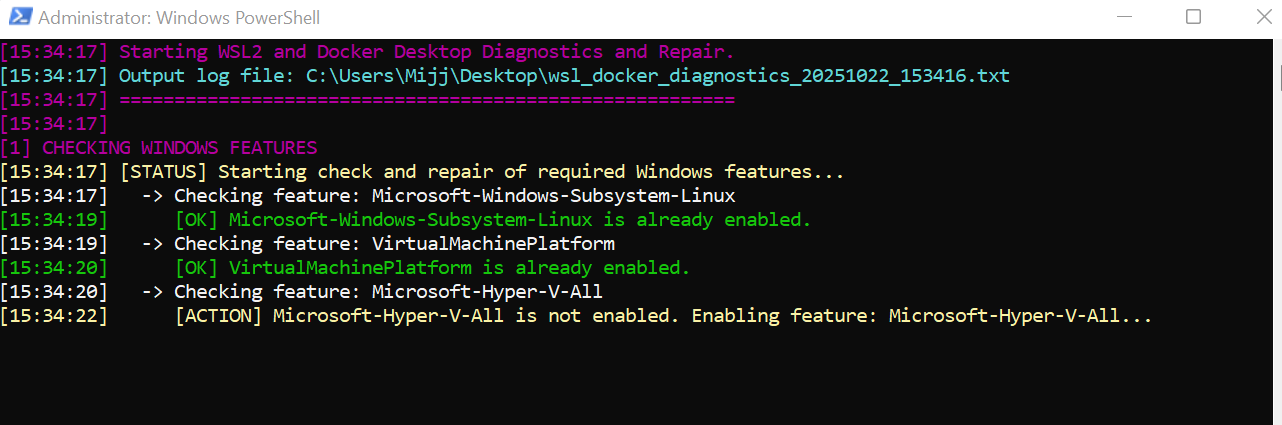 Administrator: Windows PowerShell
[15:34:17] Starting WSL2 and Docker Desktop Diagnostics and Repair.
[15:34:17] Output log file: C:\Users\Mijj\Desktop\wsl_docker_diagnostics_20251022_153416.txt
[15:34:17] ========================================================
[15:34:17]
[1] CHECKING WINDOWS FEATURES
[15:34:17] [STATUS] Starting check and repair of required Windows features...
[15:34:17]   -> Checking feature: Microsoft-Windows-Subsystem-Linux
[15:34:19]      [OK] Microsoft-Windows-Subsystem-Linux is already enabled.
[15:34:19]   -> Checking feature: VirtualMachinePlatform
[15:34:20]      [OK] VirtualMachinePlatform is already enabled.
[15:34:20]   -> Checking feature: Microsoft-Hyper-V-All
[15:34:22]      [ACTION] Microsoft-Hyper-V-All is not enabled. Enabling feature: Microsoft-Hyper-V-All...